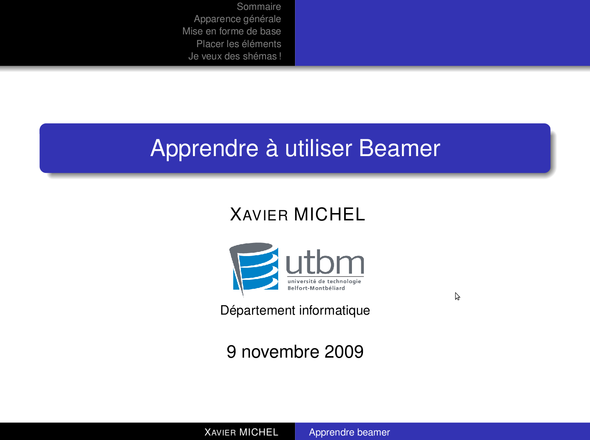 Sommaire
Apparence générale
Mise en forme de base
Placer les éléments
Je veux des shémas !
Apprendre à utiliser Beamer
XAVIER MICHEL
utbm
université de technologie
Belfort-Montbéliard
Département informatique
9 novembre 2009
XAVIER MICHEL
Apprendre beamer